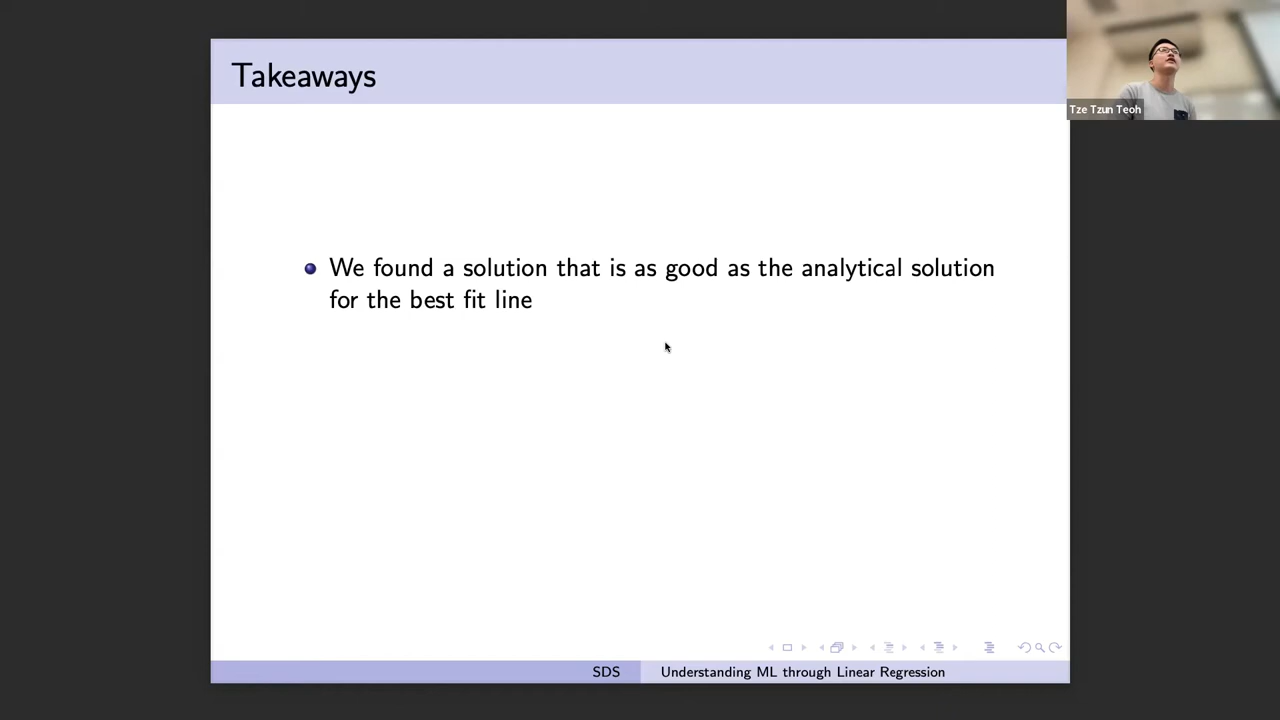 Takeaways
Tze Tzun Teoh
We found a solution that is as good as the analytical solution
for the best fit line
SDS
Understanding ML through Linear Regression